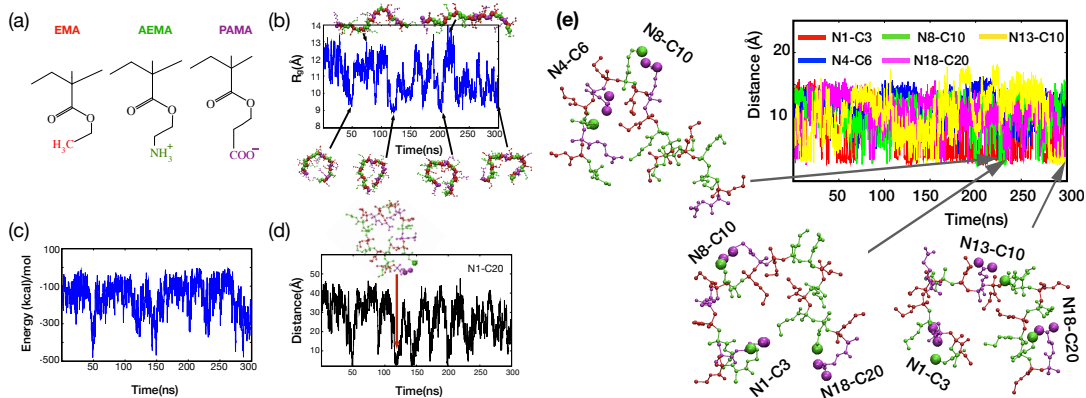 (a)
EMA
AEMA
PAMA
O
O
O
O
O
O
H3C
NH3+
COO−
(b)
Rg(Å)
14
13
12
11
10
9
8
50
100
150
200
250
300
Time(ns)
(c)
Energy (kcal)/mol
100
-100
-300
-500
50
100
150
200
250
300
Time(ns)
(d)
N1-C20
Distance(Å)
50
40
30
20
10
50
100
150
200
250
300
Time(ns)
(e)
N4-C6
N8-C10
N1-C3
N8-C10
N13-C10
N4-C6
N18-C20
Distance (Å)
20
10
0
0
50
100
150
200
250
300
Time(ns)
N8-C10
N1-C3
N18-C20
N13-C10
N1-C3
N18-C20